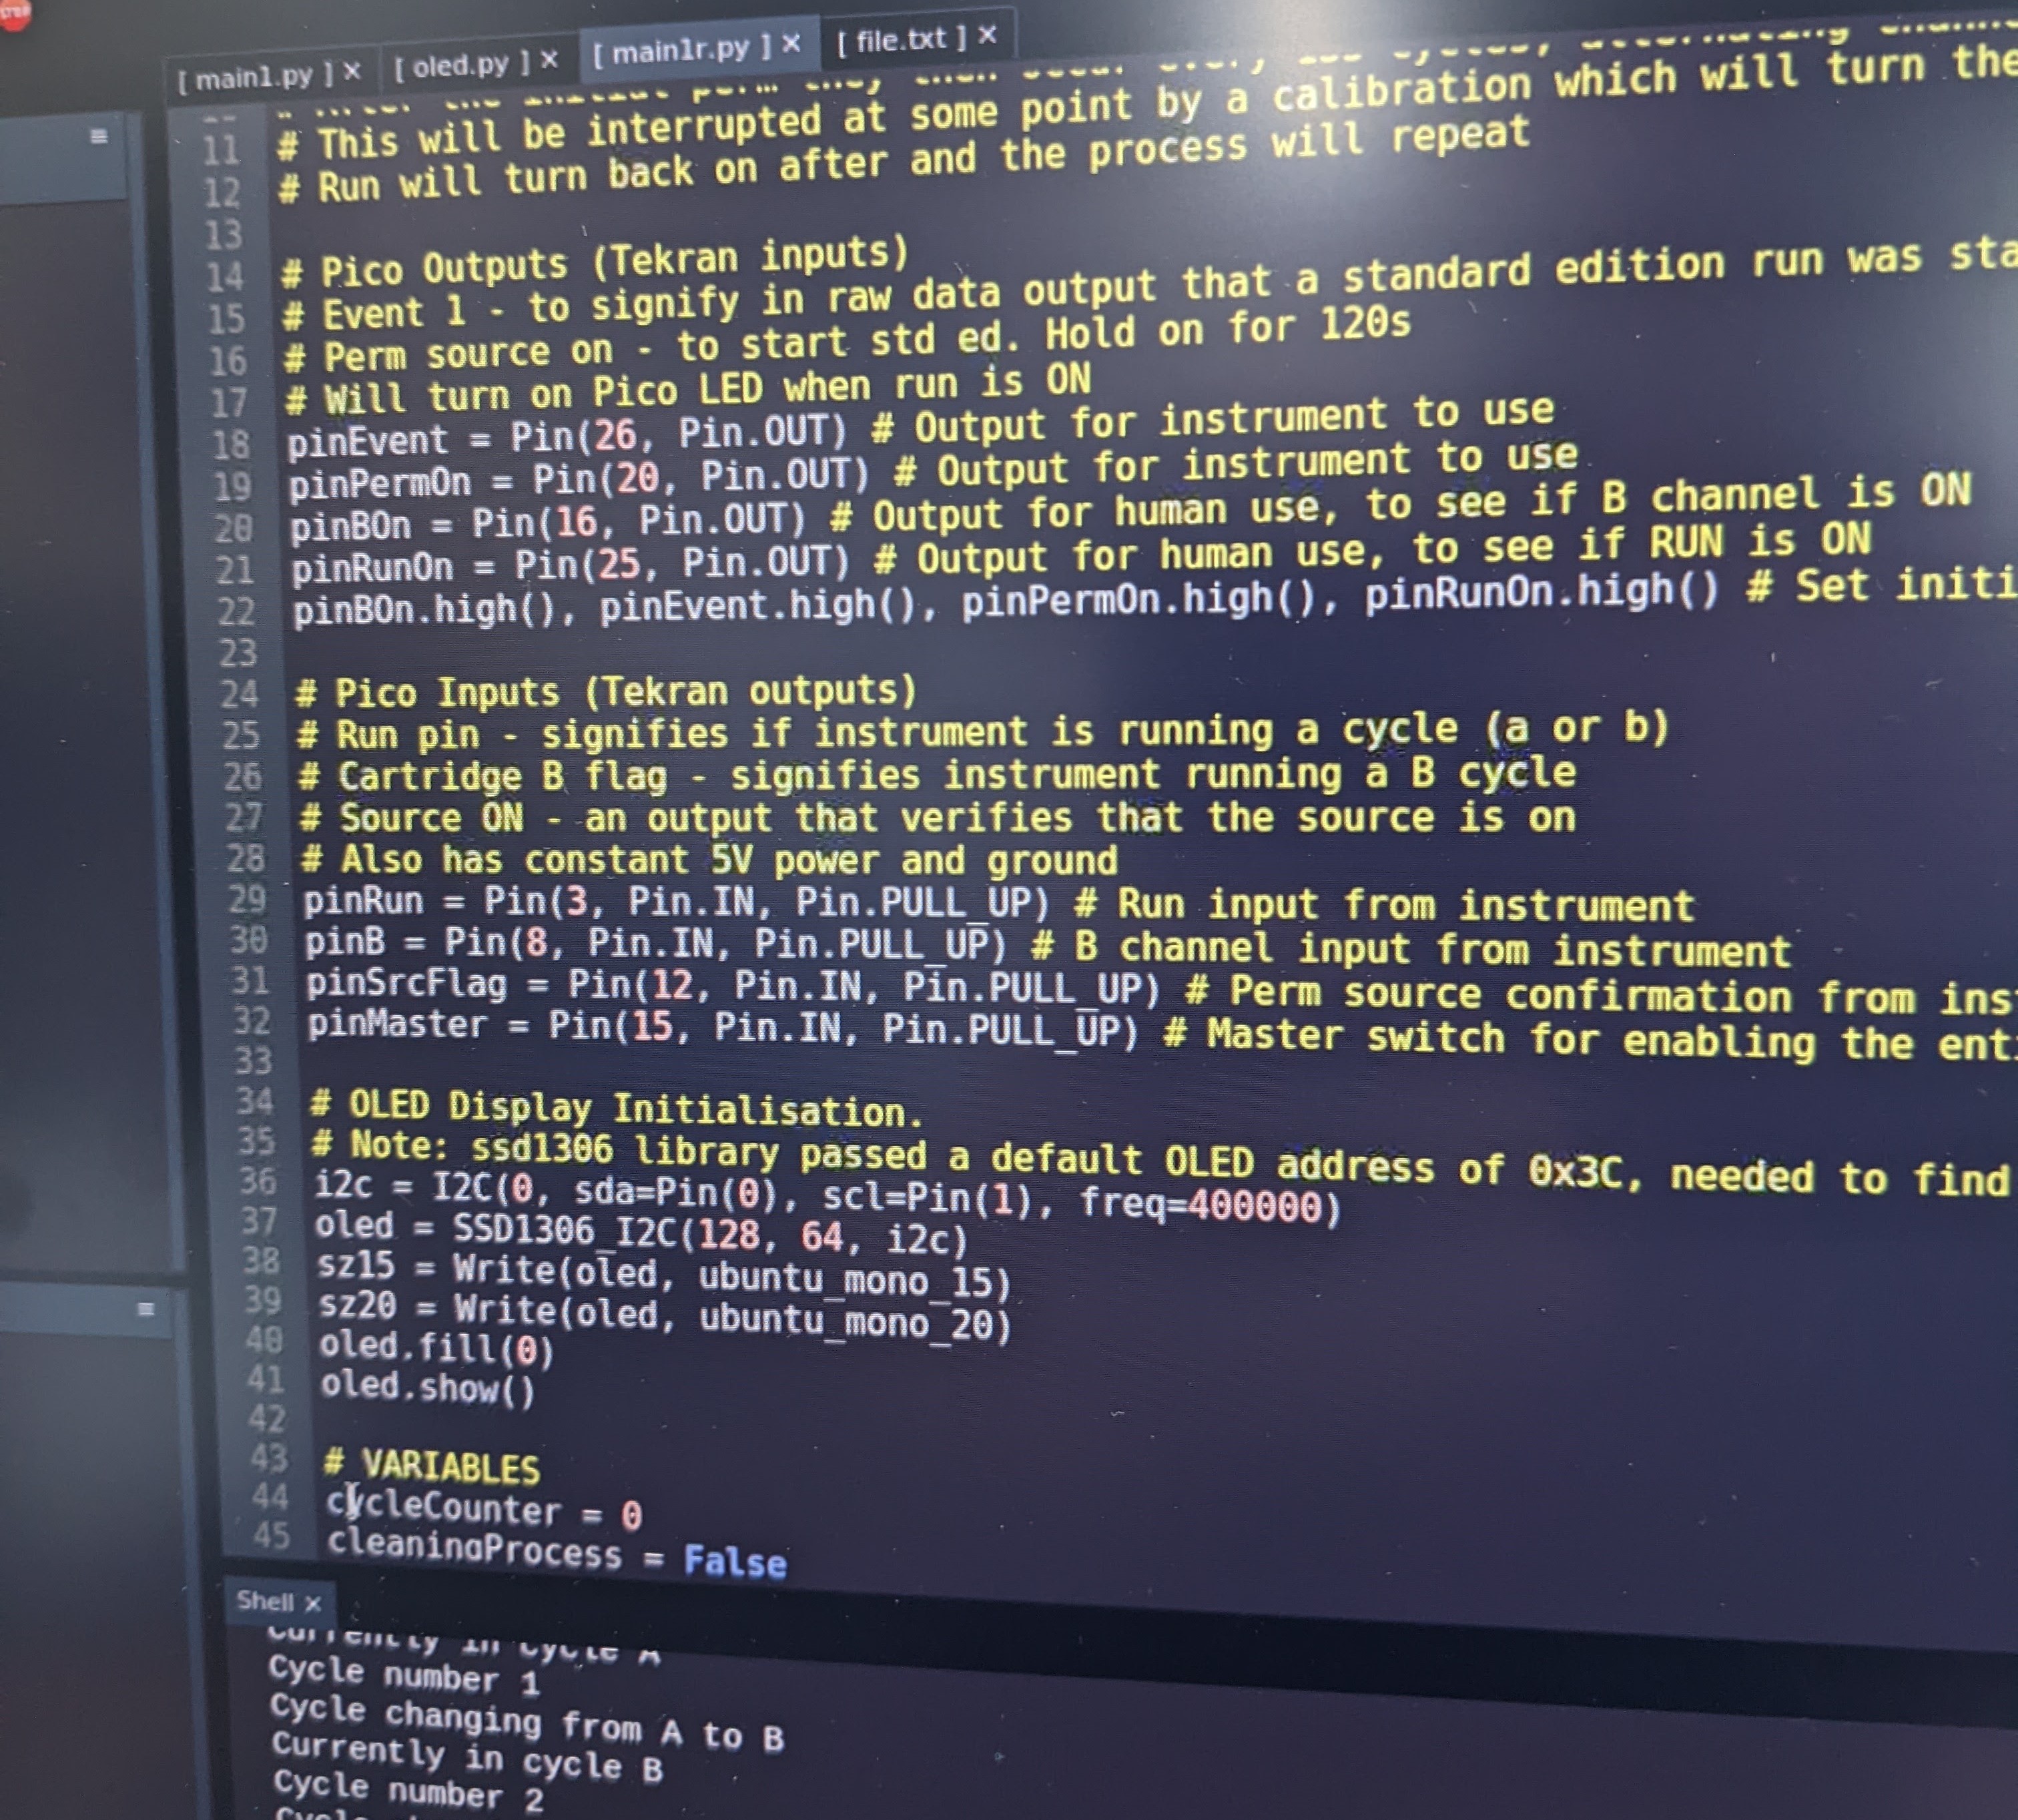 STOP
[ main1.py ] × [ oled.py ] × [ main1r.py ] × [ file.txt ] ×
11 # This will be interrupted at some point by a calibration which will turn the
12 # Run will turn back on after and the process will repeat
13
14 # Pico Outputs (Tekran inputs)
15 # Event 1 - to signify in raw data output that a standard edition run was sta
16 # Perm source on - to start std ed. Hold on for 120s
17 # Will turn on Pico LED when run is ON
18 pinEvent = Pin(26, Pin.OUT) # Output for instrument to use
19 pinPermOn = Pin(20, Pin.OUT) # Output for instrument to use
20 pinBOn = Pin(16, Pin.OUT) # Output for human use, to see if B channel is ON
21 pinRunOn = Pin(25, Pin.OUT) # Output for human use, to see if RUN is ON
22 pinBOn.high(), pinEvent.high(), pinPermOn.high(), pinRunOn.high() # Set initi
23
24 # Pico Inputs (Tekran outputs)
25 # Run pin - signifies if instrument is running a cycle (a or b)
26 # Cartridge B flag - signifies instrument running a B cycle
27 # Source ON - an output that verifies that the source is on
28 # Also has constant 5V power and ground
29 pinRun = Pin(3, Pin.IN, Pin.PULL_UP) # Run input from instrument
30 pinB = Pin(8, Pin.IN, Pin.PULL_UP) # B channel input from instrument
31 pinSrcFlag = Pin(12, Pin.IN, Pin.PULL_UP) # Perm source confirmation from ins
32 pinMaster = Pin(15, Pin.IN, Pin.PULL_UP) # Master switch for enabling the ent
33
34 # OLED Display Initialisation.
35 # Note: ssd1306 library passed a default OLED address of 0x3C, needed to find
36 i2c = I2C(0, sda=Pin(0), scl=Pin(1), freq=400000)
37 oled = SSD1306_I2C(128, 64, i2c)
38 sz15 = Write(oled, ubuntu_mono_15)
39 sz20 = Write(oled, ubuntu_mono_20)
40 oled.fill(0)
41 oled.show()
42
43 # VARIABLES
44 cycleCounter = 0
45 cleaningProcess = False
Shell ×
Currently in cycle A
Cycle number 1
Cycle changing from A to B
Currently in cycle B
Cycle number 2